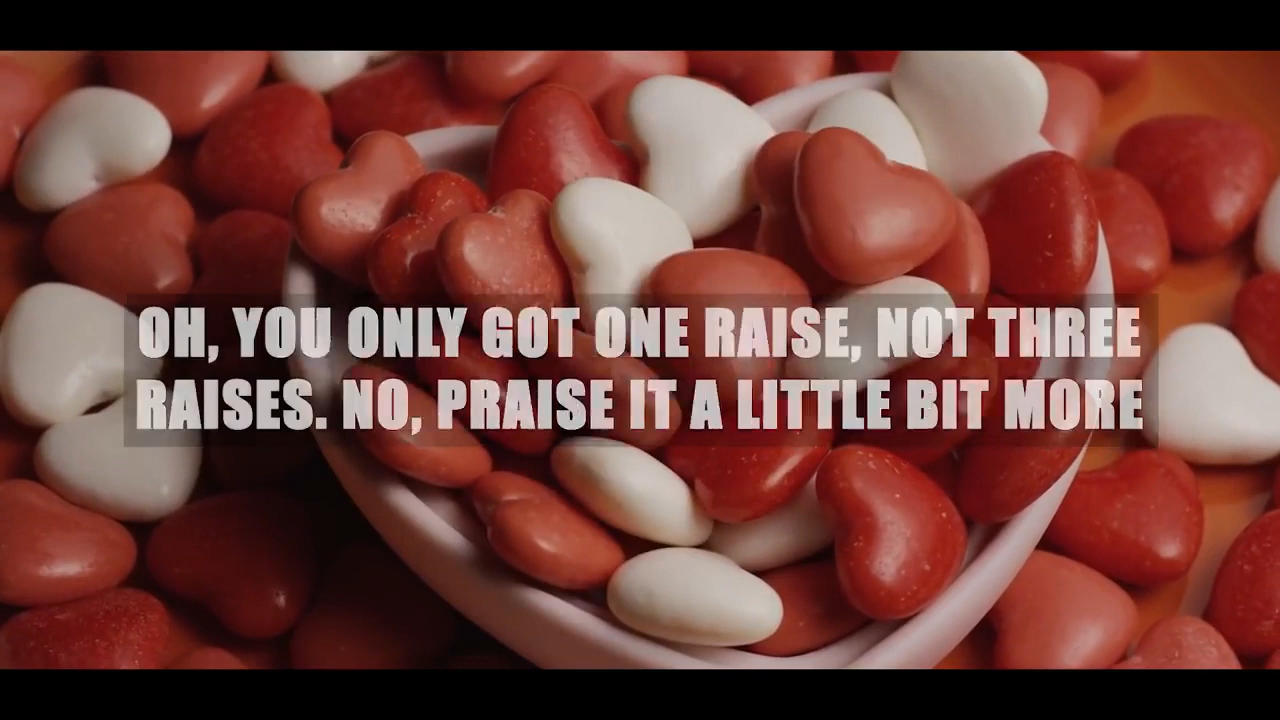 OH, YOU ONLY GOT ONE RAISE, NOT THREE
RAISES. NO, PRAISE IT A LITTLE BIT MORE